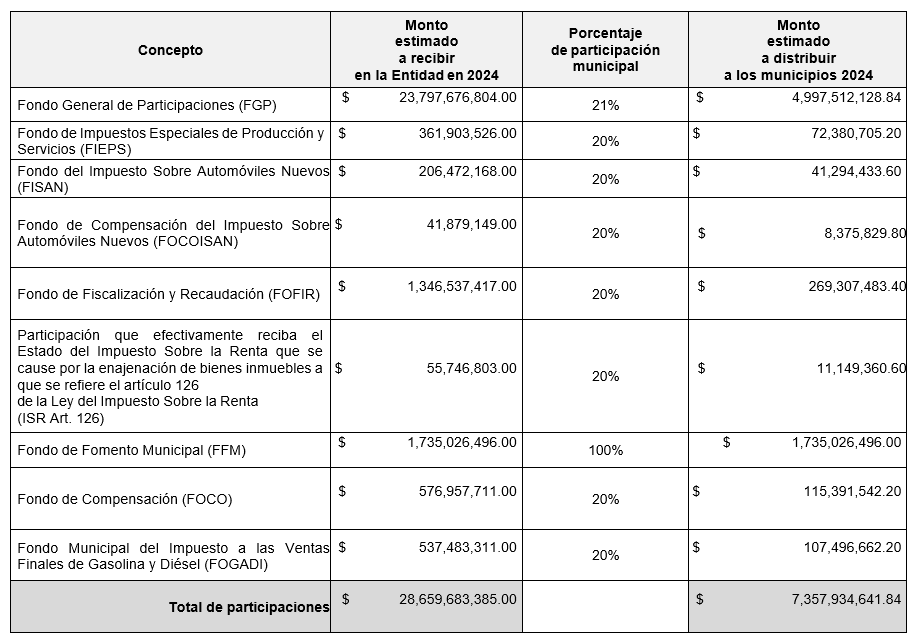 Concepto
Monto
estimado
a recibir
en la Entidad en 2024
Porcentaje
de participación
municipal
Monto
estimado
a distribuir
a los municipios 2024
Fondo General de Participaciones (FGP)
$ 23,797,676,804.00
21%
$ 4,997,512,128.84
Fondo de Impuestos Especiales de Producción y
Servicios (FIEPS)
$ 361,903,526.00
20%
$ 72,380,705.20
Fondo del Impuesto Sobre Automóviles Nuevos
(FISAN)
$ 206,472,168.00
20%
$ 41,294,433.60
Fondo de Compensación del Impuesto Sobre
Automóviles Nuevos (FOCOISAN)
$ 41,879,149.00
20%
$ 8,375,829.80
Fondo de Fiscalización y Recaudación (FOFIR)
$ 1,346,537,417.00
20%
$ 269,307,483.40
Participación que efectivamente reciba el
Estado del Impuesto Sobre la Renta que se
cause por la enajenación de bienes inmuebles a
que se refiere el artículo 126
de la Ley del Impuesto Sobre la Renta
(ISR Art. 126)
$ 55,746,803.00
20%
$ 11,149,360.60
Fondo de Fomento Municipal (FFM)
$ 1,735,026,496.00
100%
$ 1,735,026,496.00
Fondo de Compensación (FOCO)
$ 576,957,711.00
20%
$ 115,391,542.20
Fondo Municipal del Impuesto a las Ventas
Finales de Gasolina y Diésel (FOGADI)
$ 537,483,311.00
20%
$ 107,496,662.20
Total de participaciones
$ 28,659,683,385.00
$ 7,357,934,641.84